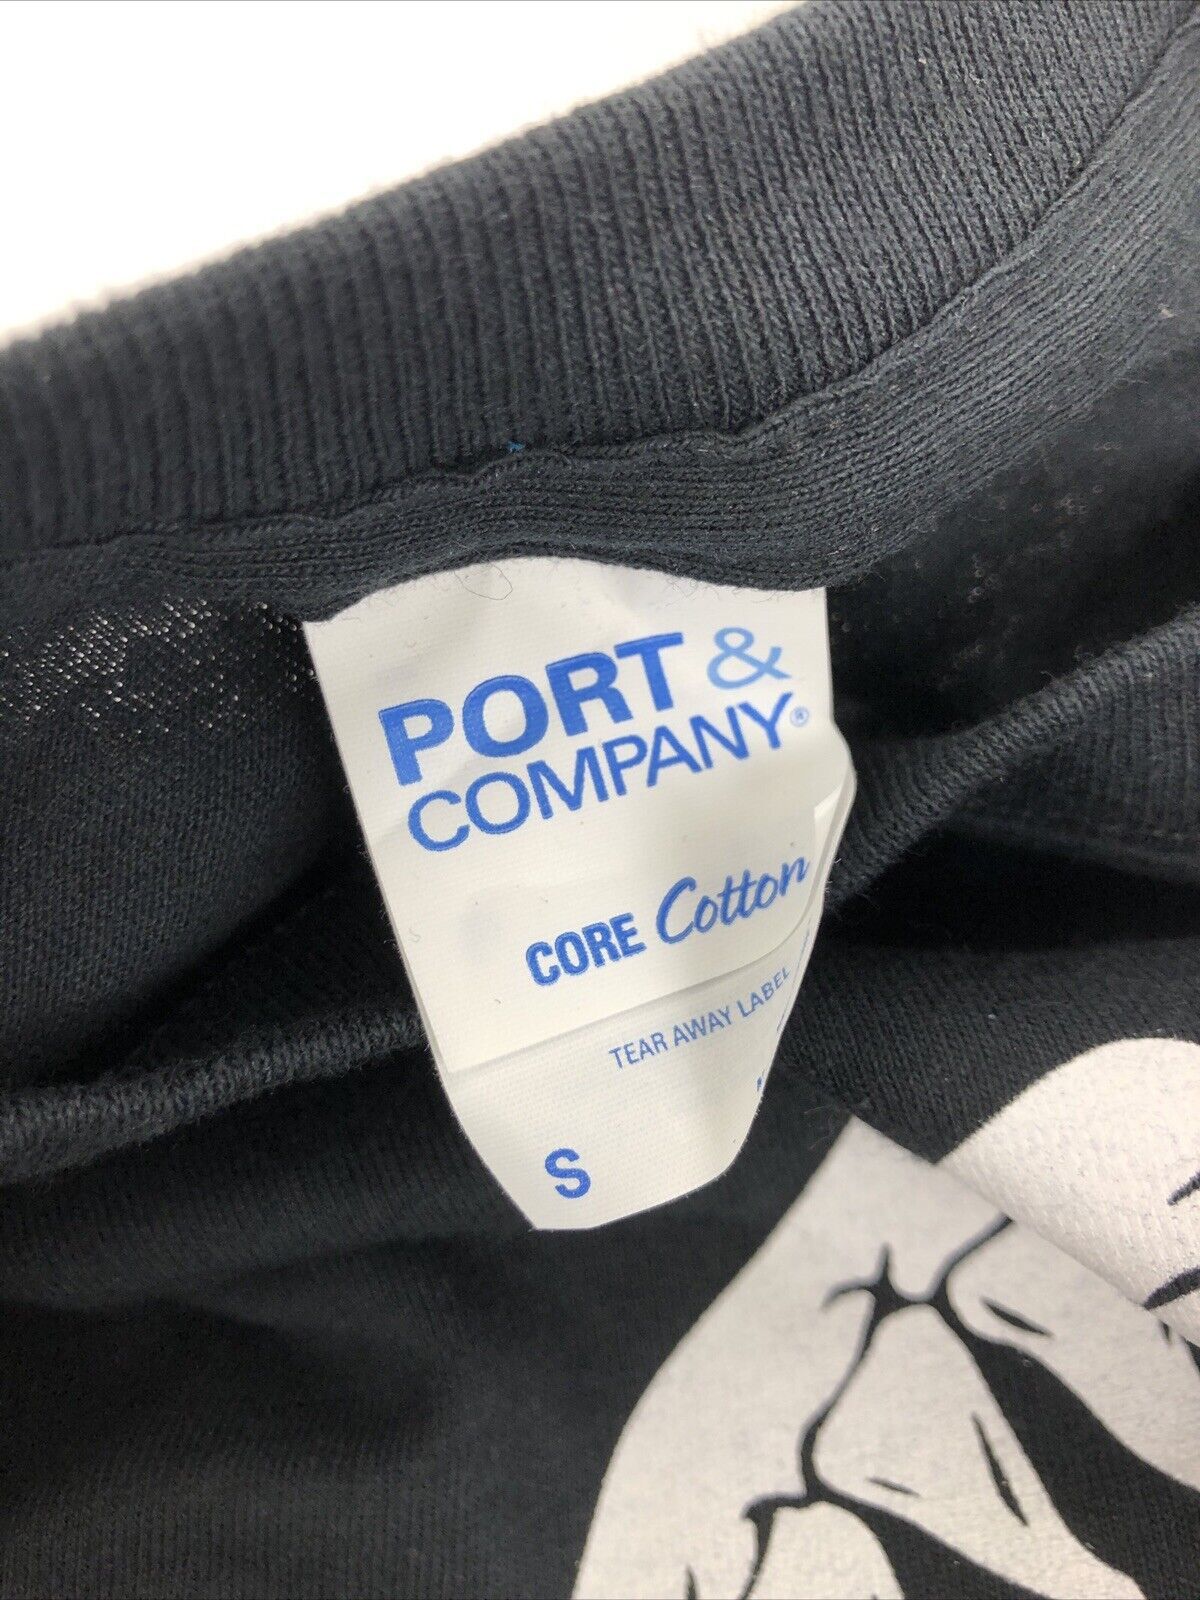 PORT &
COMPANY®
CORE Cotton
TEAR AWAY LABEL
S